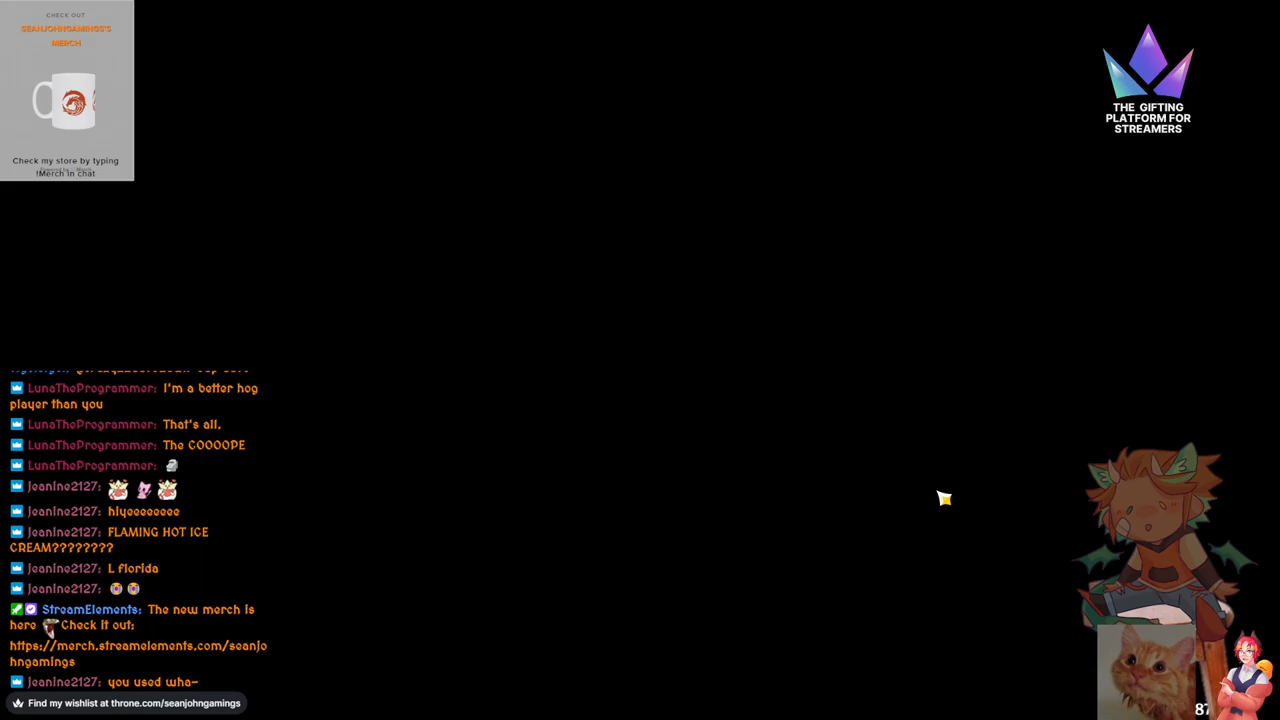 CHECK OUT
SEANJOHNGAMINGS'S
MERCH
Check my store by typing
!Merch in chat
THE GIFTING
PLATFORM FOR
STREAMERS
LunaTheProgrammer: I'm a better hog
player than you
LunaTheProgrammer: That's all.
LunaTheProgrammer: The COOOOPE
LunaTheProgrammer:
Jeanine2127:
Jeanine2127: hiyeeeeeeee
Jeanine2127: FLAMING HOT ICE
CREAM????????
Jeanine2127: L florida
Jeanine2127:
StreamElements: The new merch is
here Check it out:
https://merch.streamelements.com/seanjo
hngamings
Jeanine2127: you used wha-
Find my wishlist at throne.com/seanjohngamings